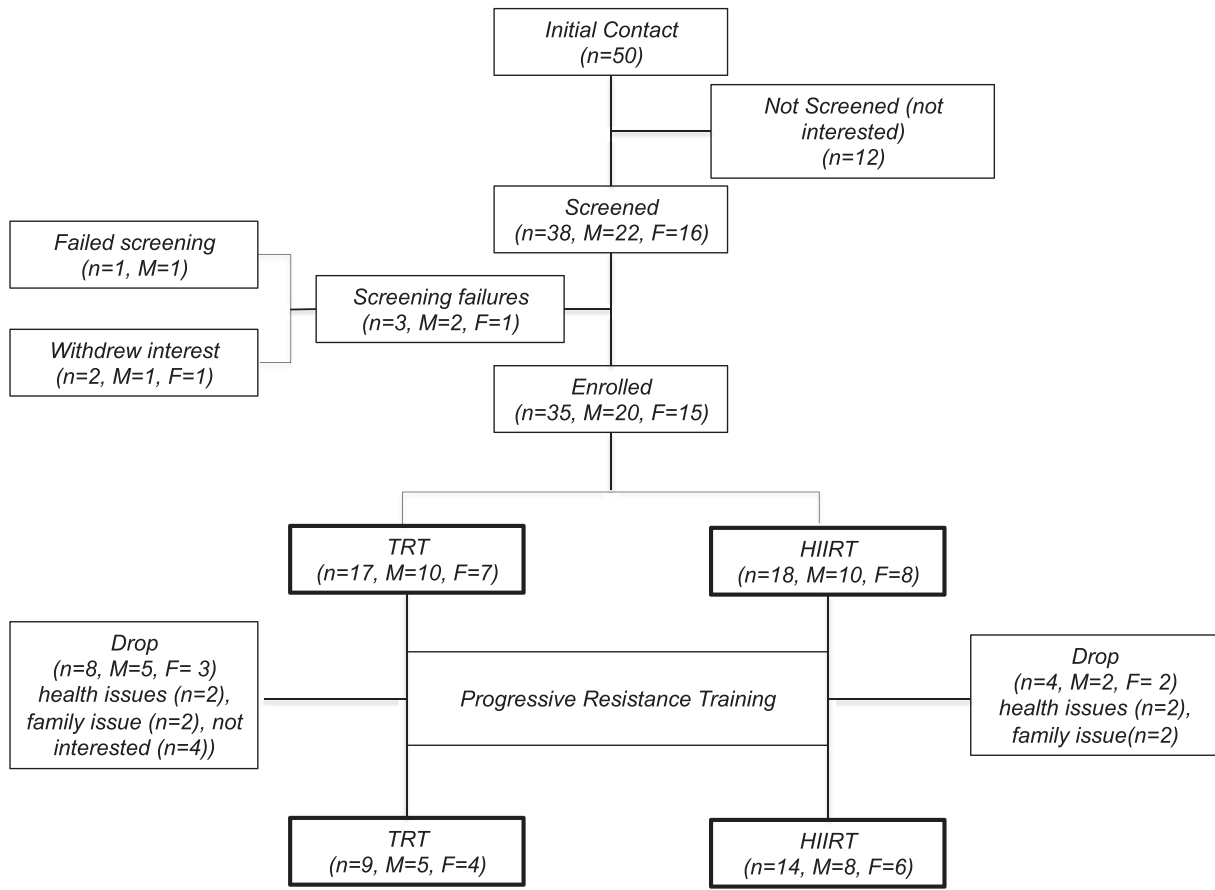 Initial Contact
(n=50)
Not Screened (not
interested)
(n=12)
Screened
(n=38, M=22, F=16)
Failed screening
(n=1, M=1)
Screening failures
(n=3, M=2, F=1)
Withdrew interest
(n=2, M=1, F=1)
Enrolled
(n=35, M=20, F=15)
TRT
(n=17, M=10, F=7)
HIIRT
(n=18, M=10, F=8)
Drop
(n=8, M=5, F= 3)
health issues (n=2),
family issue (n=2), not
interested (n=4))
Progressive Resistance Training
Drop
(n=4, M=2, F= 2)
health issues (n=2),
family issue(n=2)
TRT
(n=9, M=5, F=4)
HIIRT
(n=14, M=8, F=6)